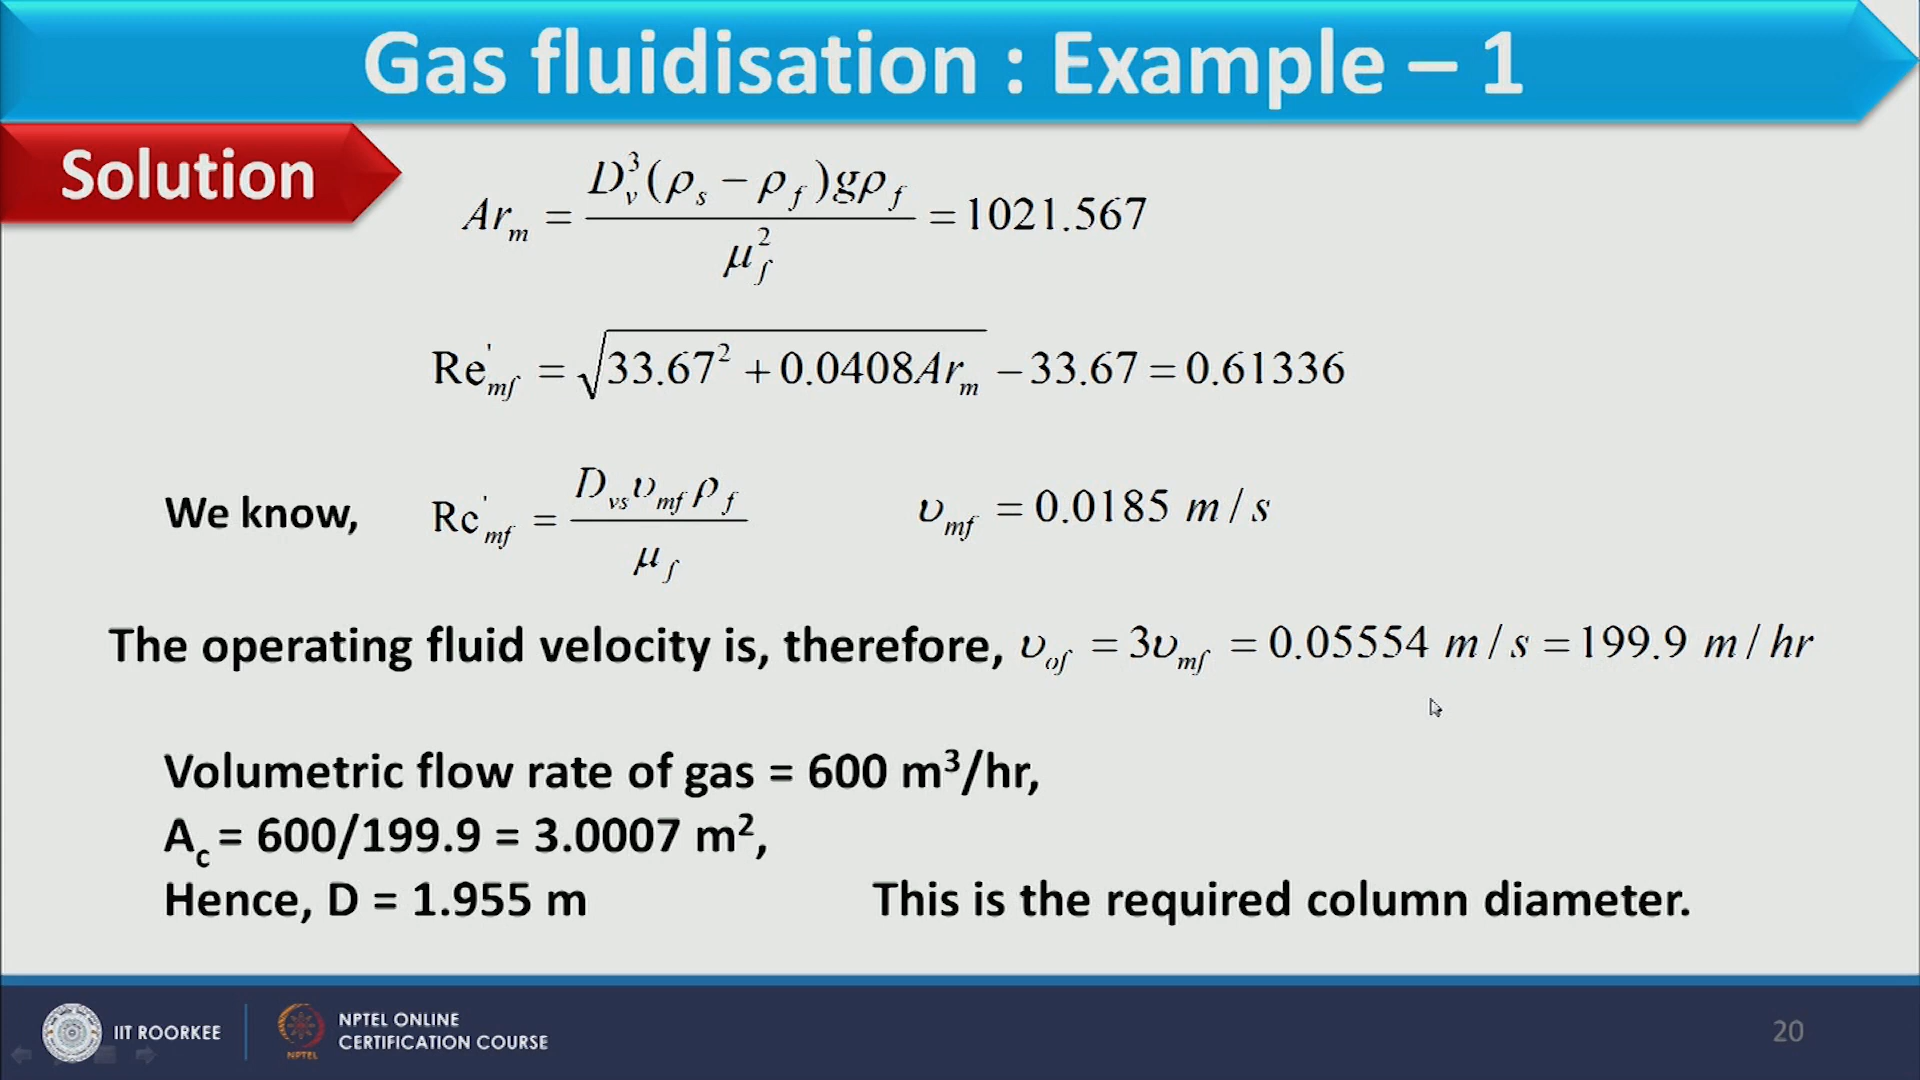 Gas fluidisation : Example – 1
Solution
Ar_m = D_v^3 (ρ_s − ρ_f) g ρ_f / μ_f^2 = 1021.567
Re'_mf = √(33.67^2 + 0.0408Ar_m) − 33.67 = 0.61336
We know, Re'_mf = D_vs υ_mf ρ_f / μ_f υ_mf = 0.0185 m / s
The operating fluid velocity is, therefore, υ_of = 3υ_mf = 0.05554 m / s = 199.9 m / hr
Volumetric flow rate of gas = 600 m³/hr,
A_c = 600/199.9 = 3.0007 m²,
Hence, D = 1.955 m This is the required column diameter.
IIT ROORKEE
NPTEL
NPTEL ONLINE
CERTIFICATION COURSE
20